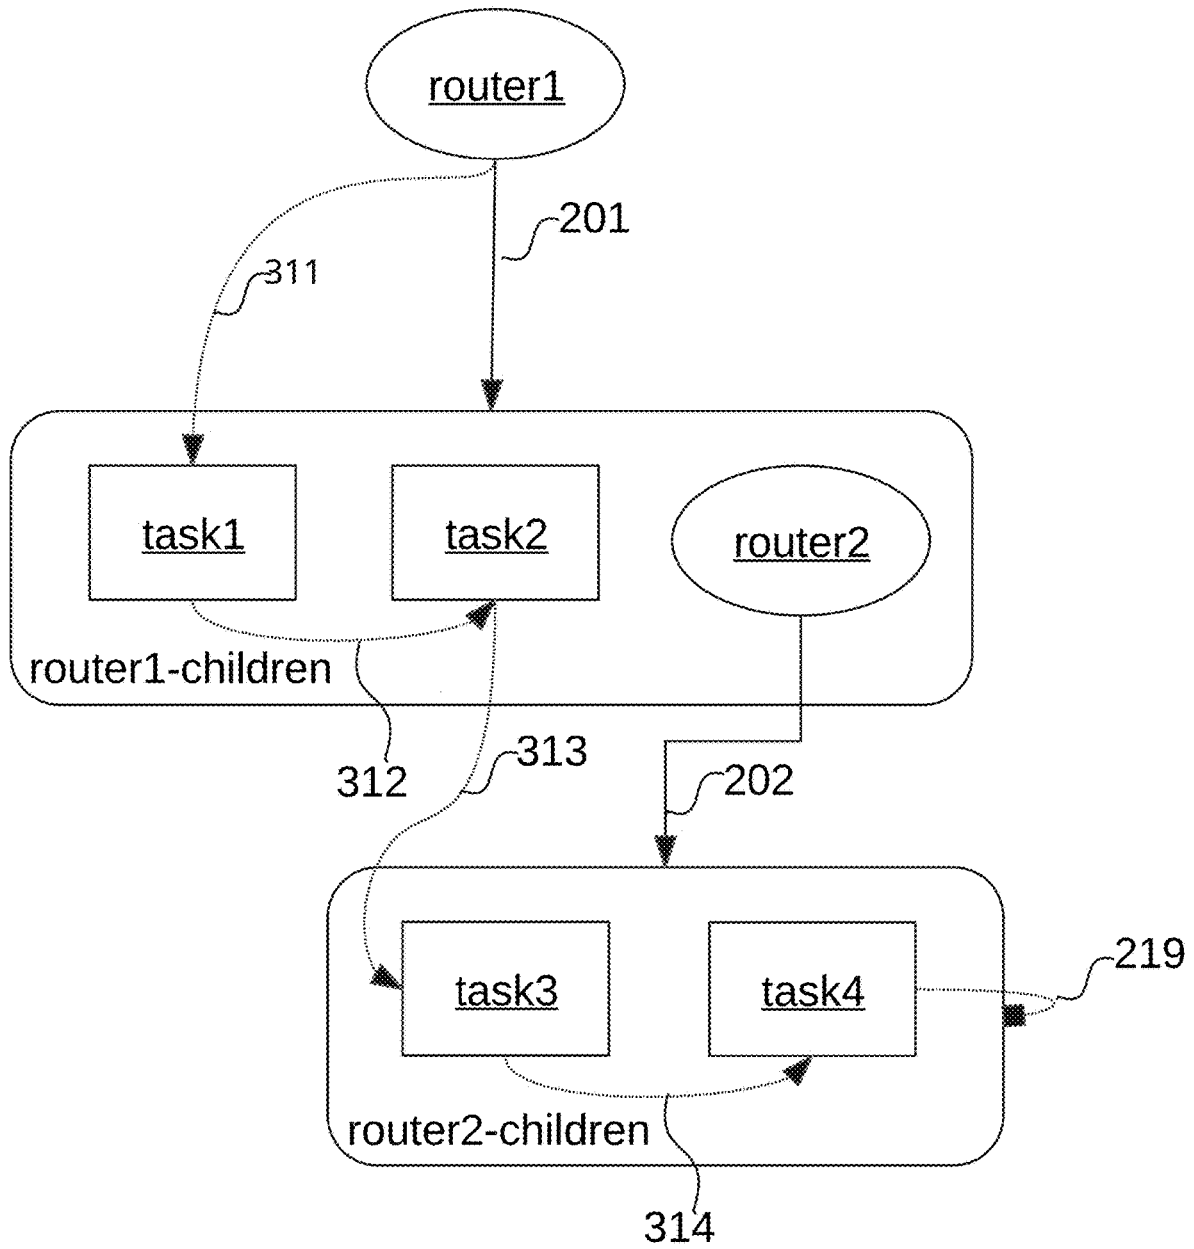 router1
201
311
task1
task2
router2
router1-children
312
313
202
task3
task4
219
router2-children
314